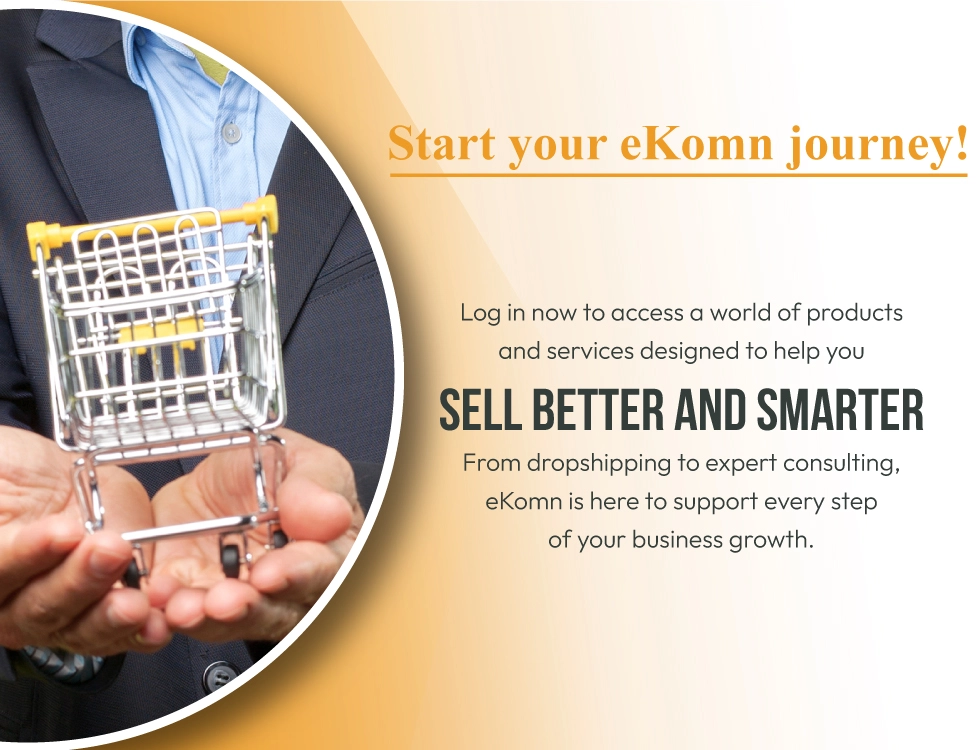 Start your eKomn journey!
Log in now to access a world of products
and services designed to help you
SELL BETTER AND SMARTER
From dropshipping to expert consulting,
eKomn is here to support every step
of your business growth.